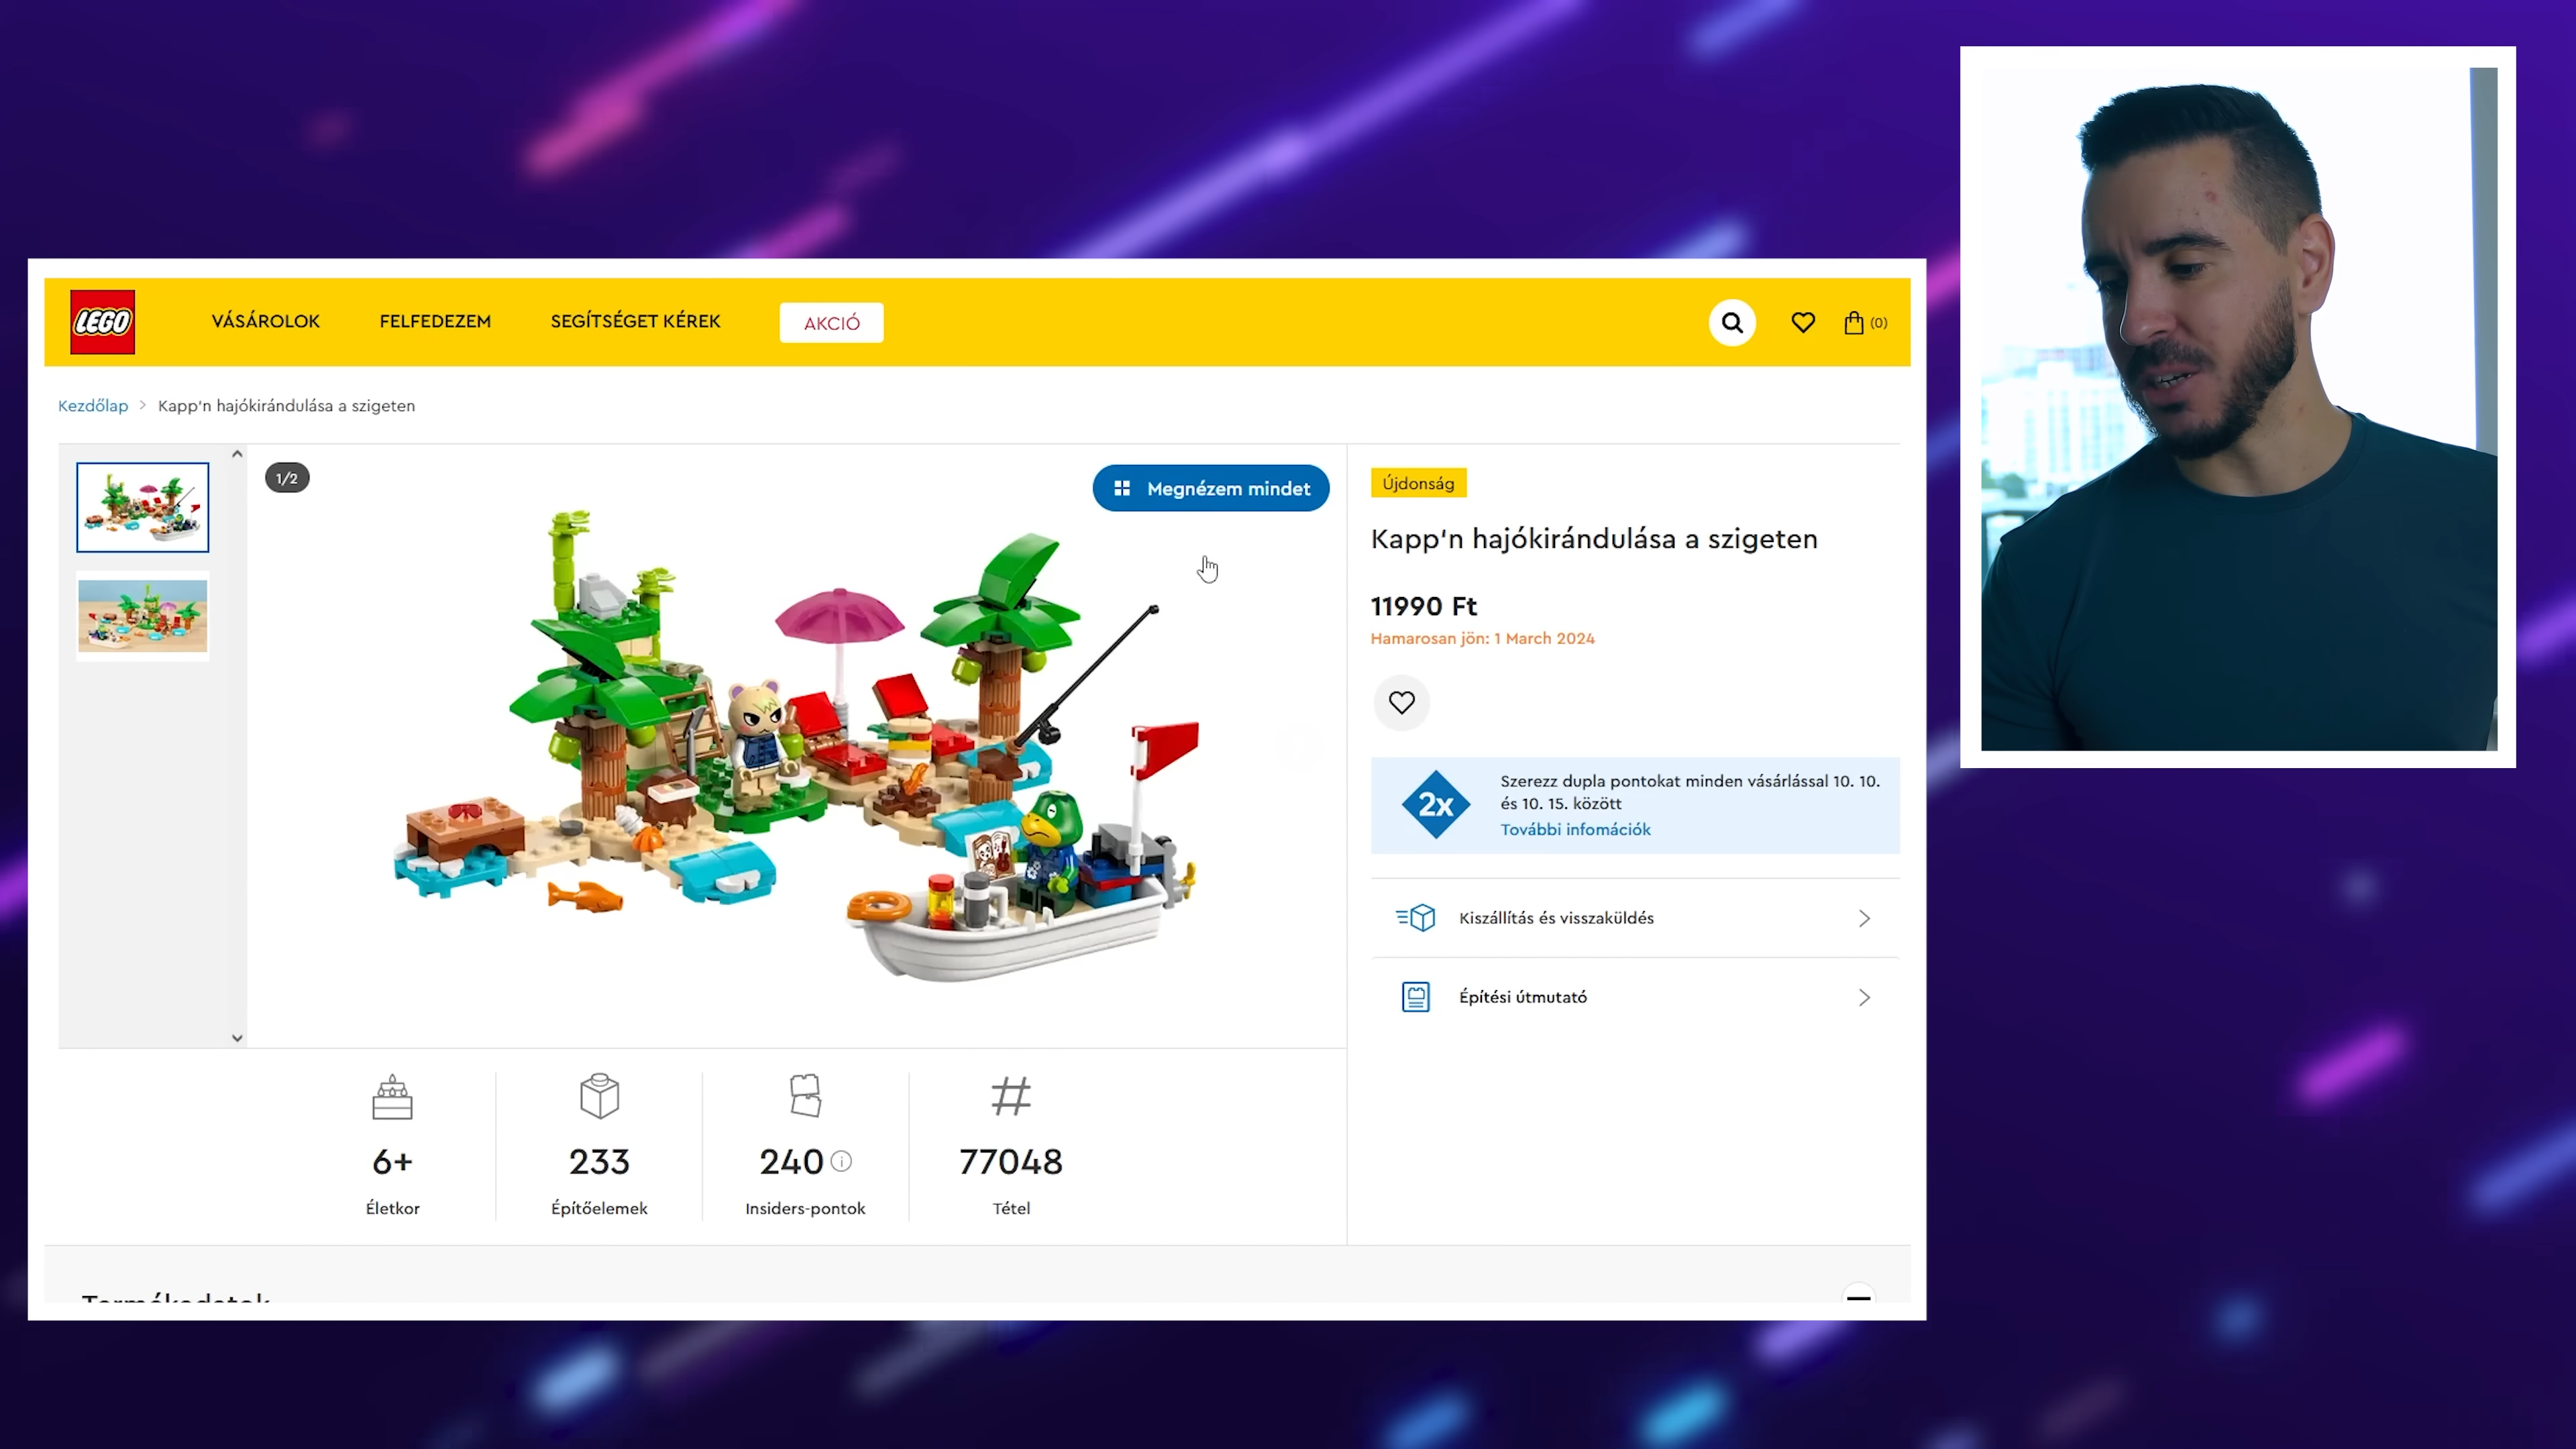 LEGO
VÁSÁROLOK
FELFEDEZEM
SEGÍTSÉGET KÉREK
AKCIÓ
(0)
Kezdőlap > Kapp'n hajókirándulása a szigeten
1/2
Megnézem mindet
Újdonság
Kapp'n hajókirándulása a szigeten
11990 Ft
Hamarosan jön: 1 March 2024
2x
Szerezz dupla pontokat minden vásárlással 10. 10.
és 10. 15. között
További infomációk
Kiszállítás és visszaküldés
Építési útmutató
6+
Életkor
233
Építőelemek
240
Insiders-pontok
#
77048
Tétel
Termékadatok